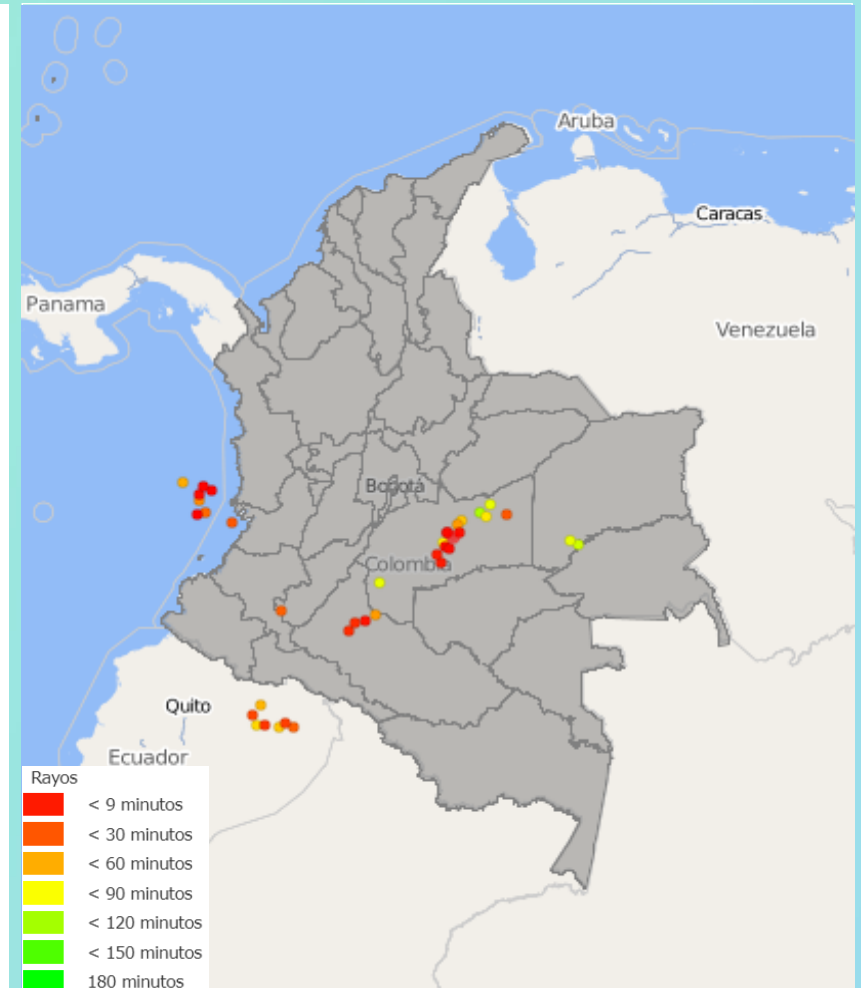 Aruba
Caracas
Panama
Venezuela
Bogotá
Colombia
Quito
Ecuador
Rayos
< 9 minutos
< 30 minutos
< 60 minutos
< 90 minutos
< 120 minutos
< 150 minutos
180 minutos